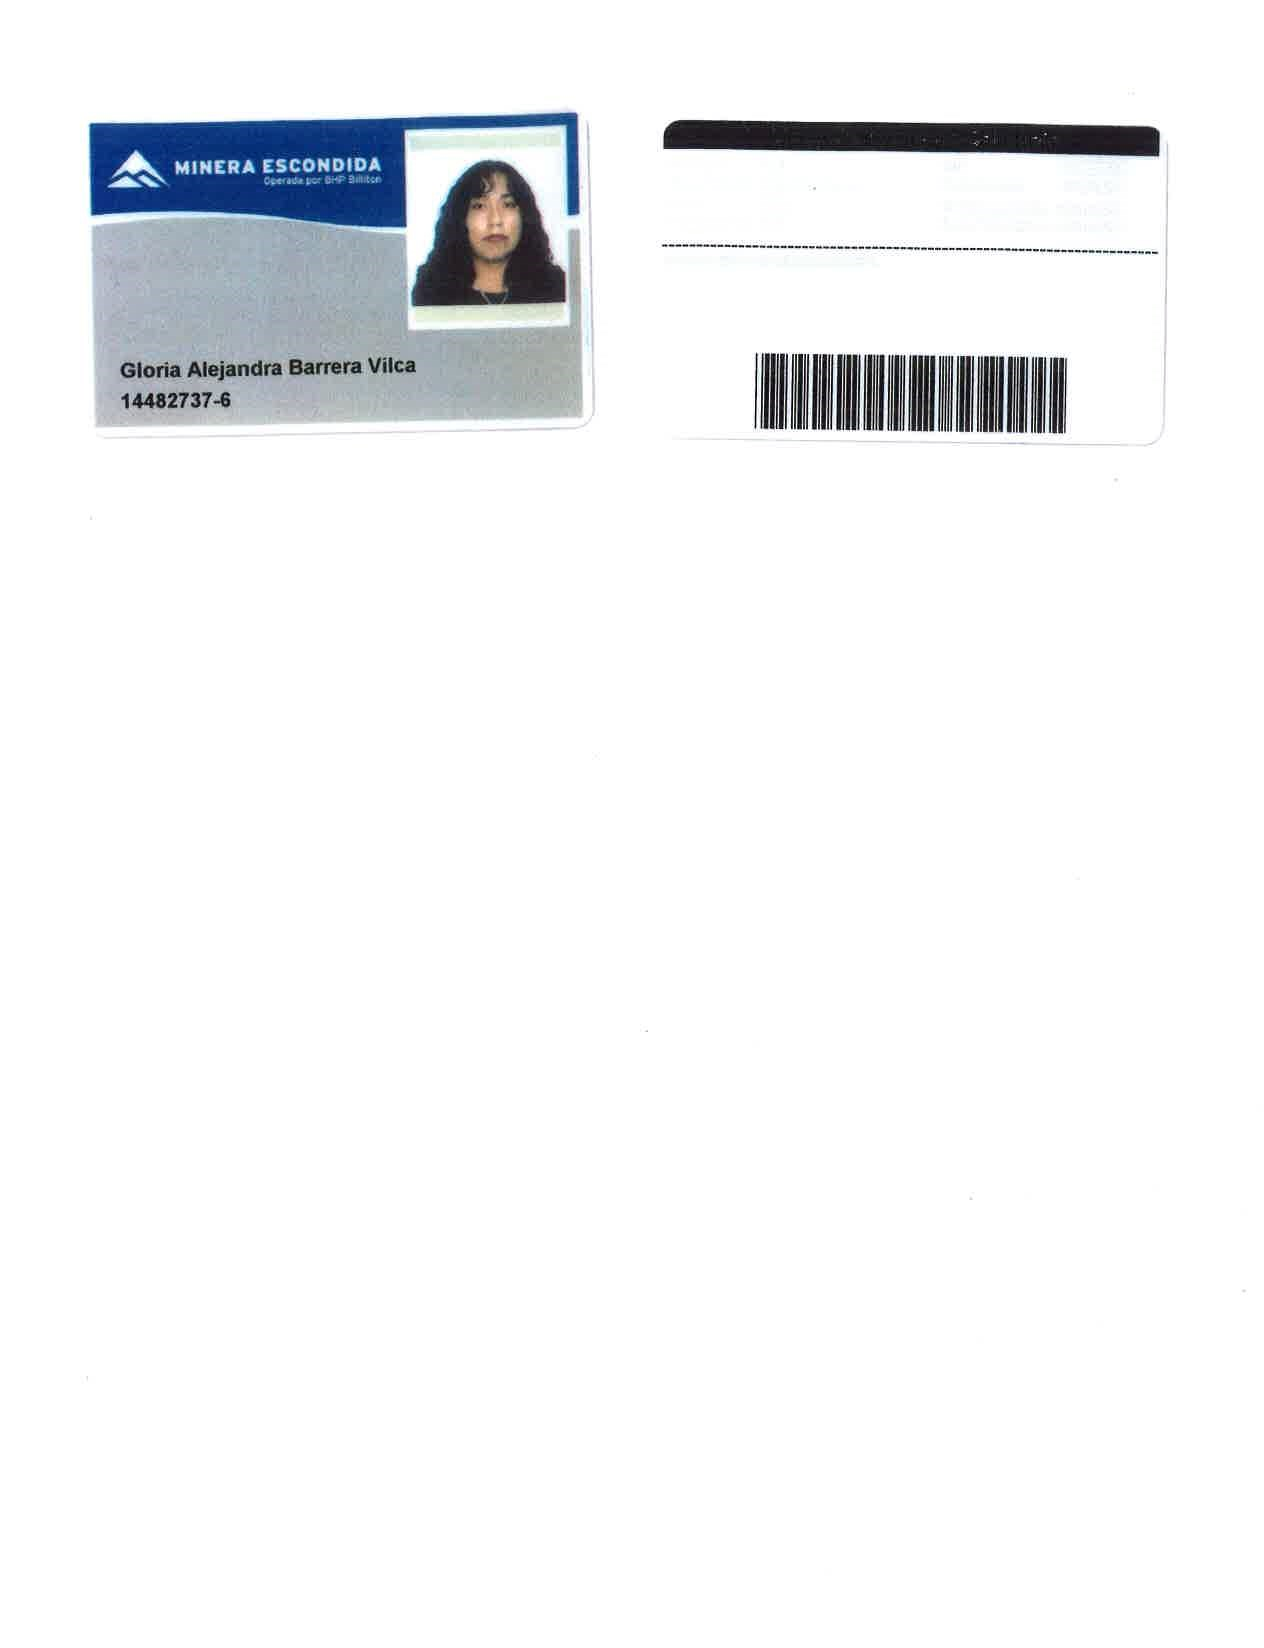 MINERA ESCONDIDA
Operada por BHP Billiton
Gloria Alejandra Barrera Vilca
14482737-6